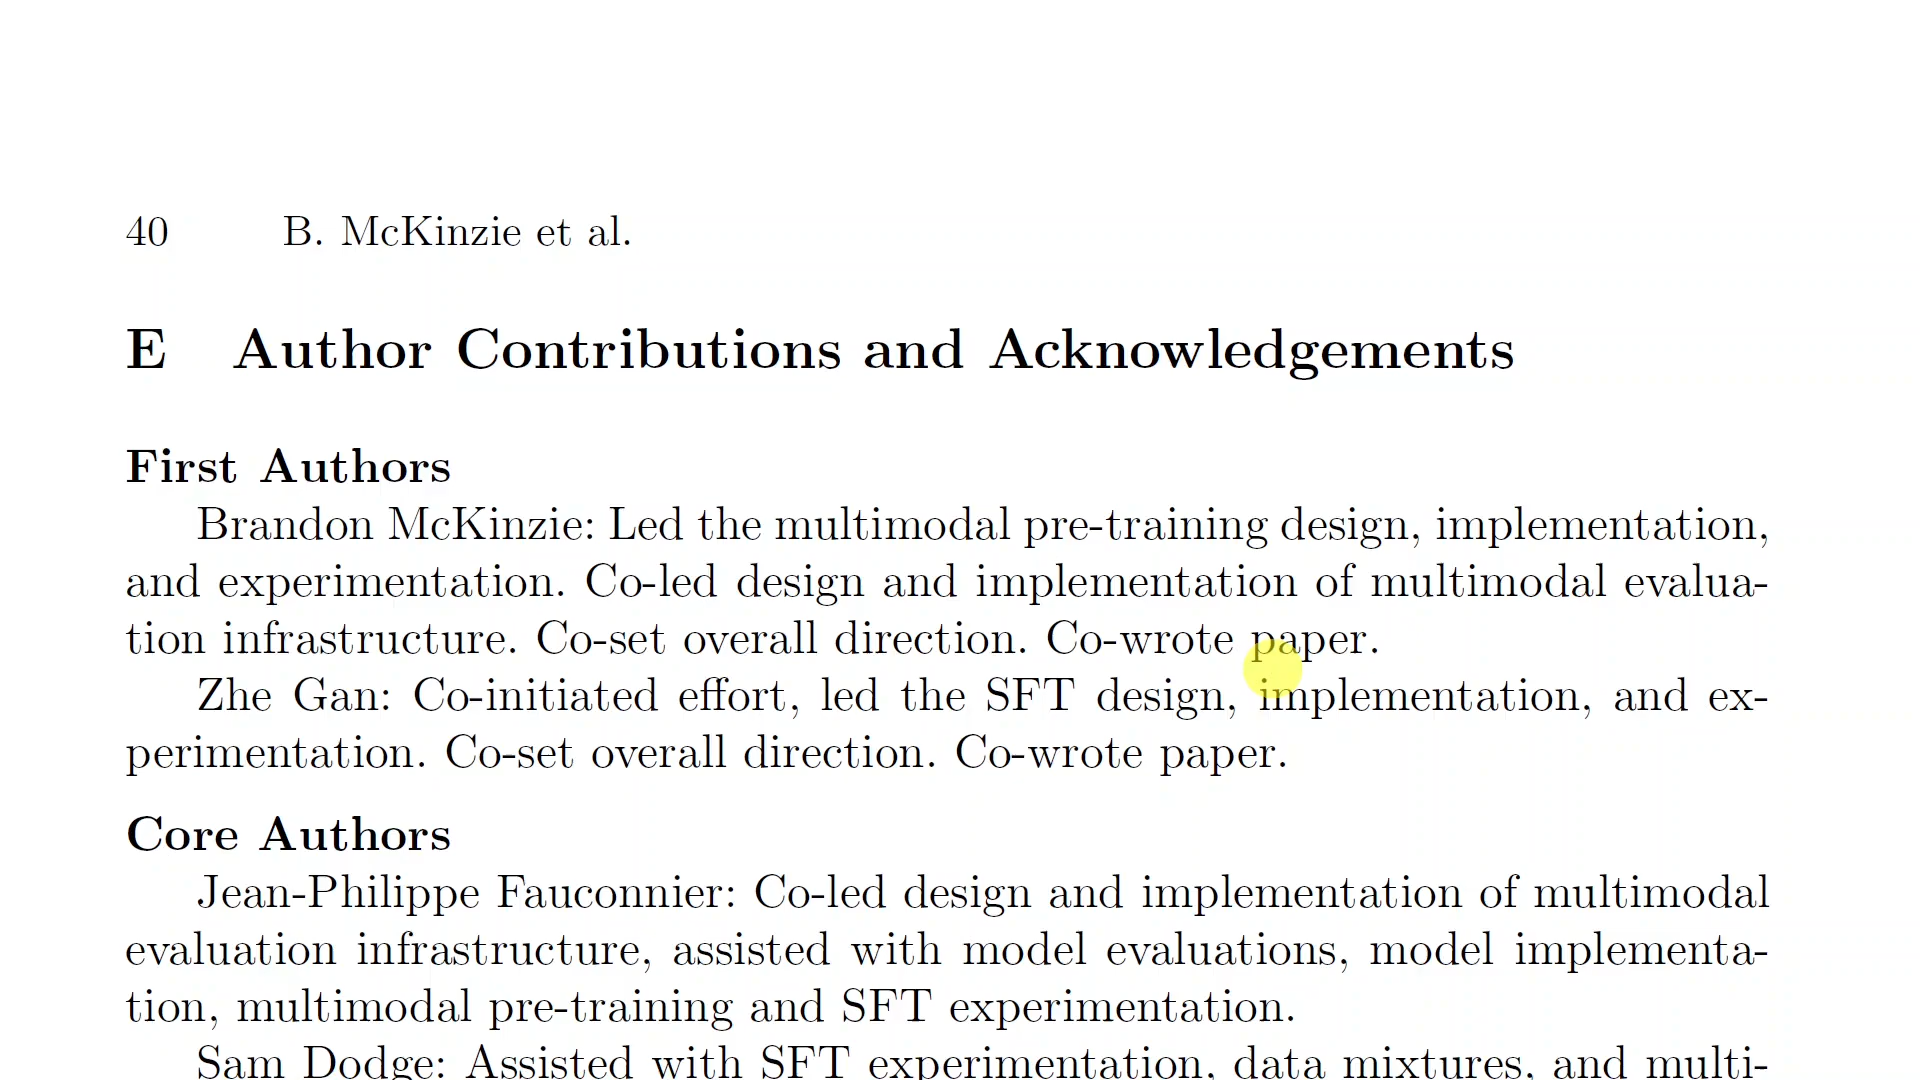 40 B. McKinzie et al.
E Author Contributions and Acknowledgements
First Authors
Brandon McKinzie: Led the multimodal pre-training design, implementation,
and experimentation. Co-led design and implementation of multimodal evalua-
tion infrastructure. Co-set overall direction. Co-wrote paper.
Zhe Gan: Co-initiated effort, led the SFT design, implementation, and ex-
perimentation. Co-set overall direction. Co-wrote paper.
Core Authors
Jean-Philippe Fauconnier: Co-led design and implementation of multimodal
evaluation infrastructure, assisted with model evaluations, model implementa-
tion, multimodal pre-training and SFT experimentation.
Sam Dodge: Assisted with SFT experimentation, data mixtures, and multi-